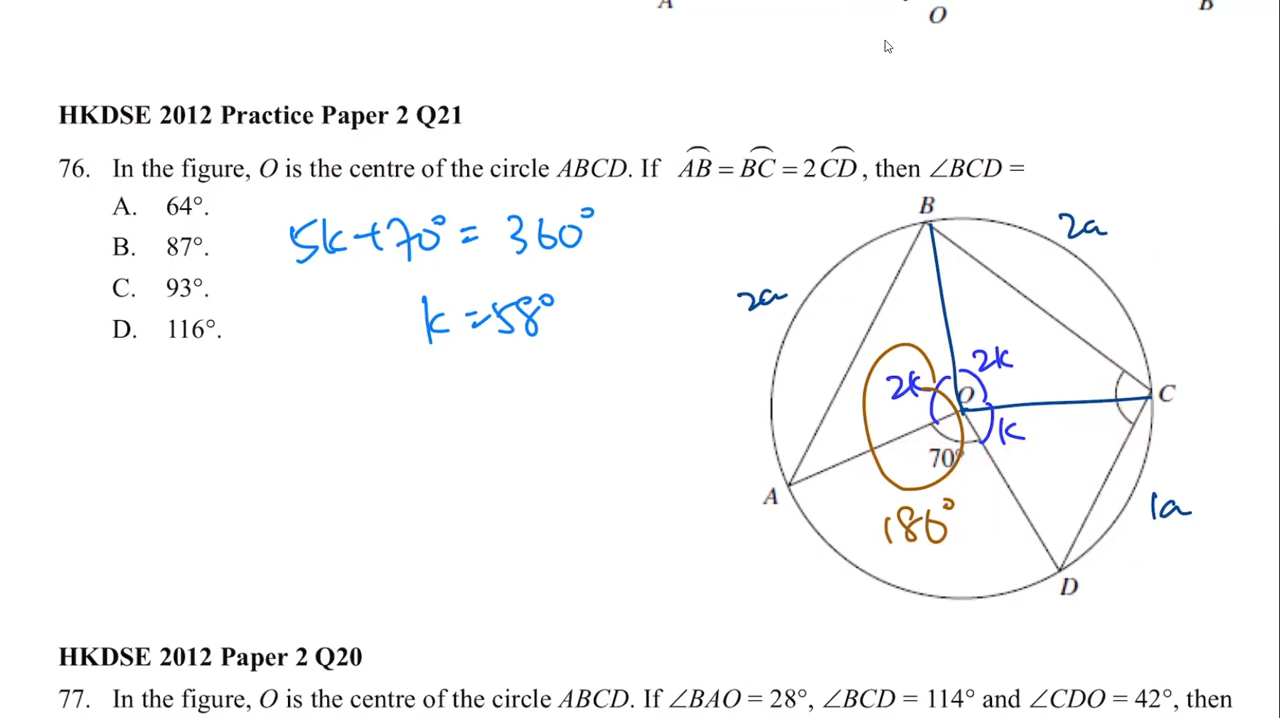 A
O
B
HKDSE 2012 Practice Paper 2 Q21
76. In the figure, O is the centre of the circle ABCD. If AB = BC = 2CD, then ∠BCD =
A. 64°.
B. 87°.
C. 93°.
D. 116°.
5k+70° = 360°
k = 58°
B
2a
2a
2k
2k
O
C
k
70°
A
186°
1a
D
HKDSE 2012 Paper 2 Q20
77. In the figure, O is the centre of the circle ABCD. If ∠BAO = 28°, ∠BCD = 114° and ∠CDO = 42°, then